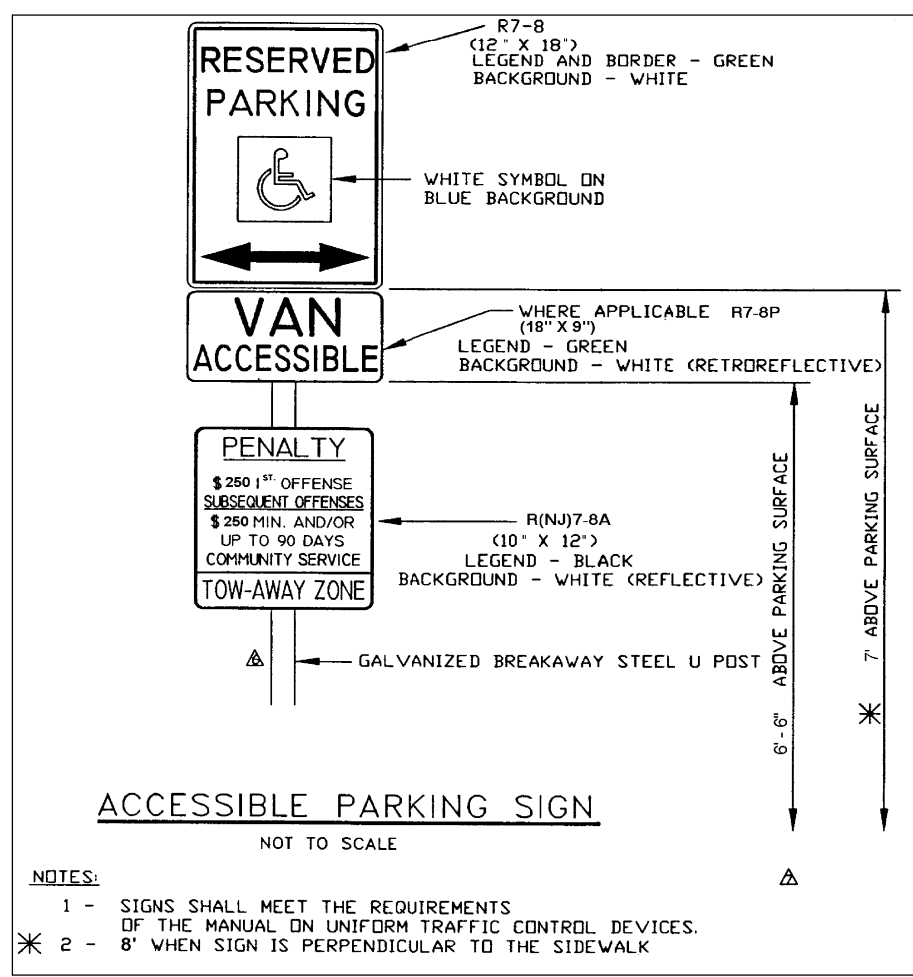 R7-8
(12" X 18")
LEGEND AND BORDER - GREEN
BACKGROUND - WHITE
RESERVED
PARKING
WHITE SYMBOL ON
BLUE BACKGROUND
VAN
ACCESSIBLE
WHERE APPLICABLE R7-8P
(18" X 9")
LEGEND - GREEN
BACKGROUND - WHITE (RETROREFLECTIVE)
PENALTY
$250 1ST. OFFENSE
SUBSEQUENT OFFENSES
$250 MIN. AND/OR
UP TO 90 DAYS
COMMUNITY SERVICE
TOW-AWAY ZONE
R(NJ)7-8A
(10" X 12")
LEGEND - BLACK
BACKGROUND - WHITE (REFLECTIVE)
6
GALVANIZED BREAKAWAY STEEL U POST
6'-6" ABOVE PARKING SURFACE
7' ABOVE PARKING SURFACE
ACCESSIBLE PARKING SIGN
NOT TO SCALE
7
NOTES:
1 - SIGNS SHALL MEET THE REQUIREMENTS
OF THE MANUAL ON UNIFORM TRAFFIC CONTROL DEVICES.
2 - 8' WHEN SIGN IS PERPENDICULAR TO THE SIDEWALK